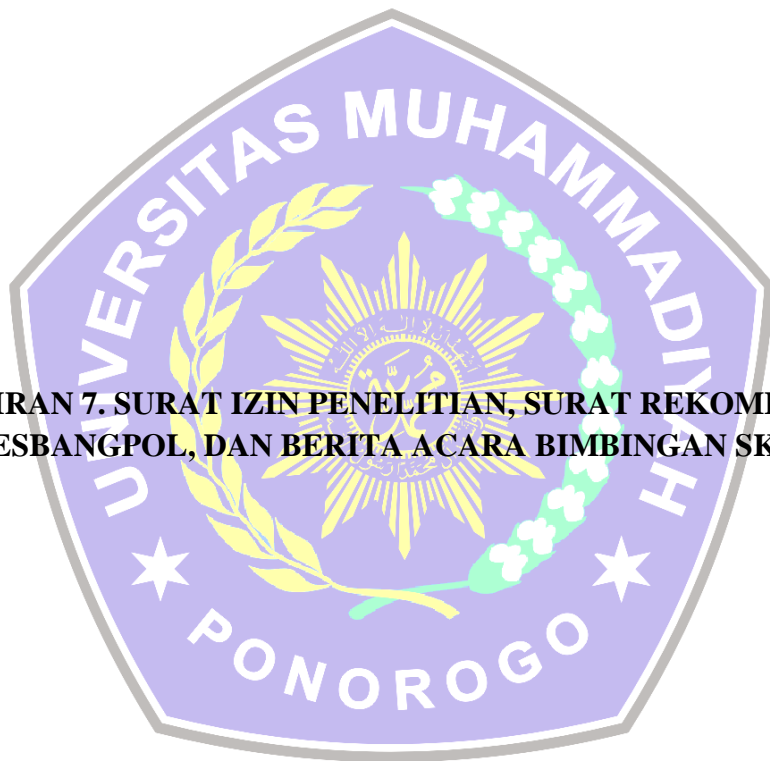 UNIVERSITAS MUHAMMADIYAH
IRAN 7. SURAT IZIN PENELITIAN, SURAT REKOM
ESBANGPOL, DAN BERITA ACARA BIMBINGAN SK
PONOROGO